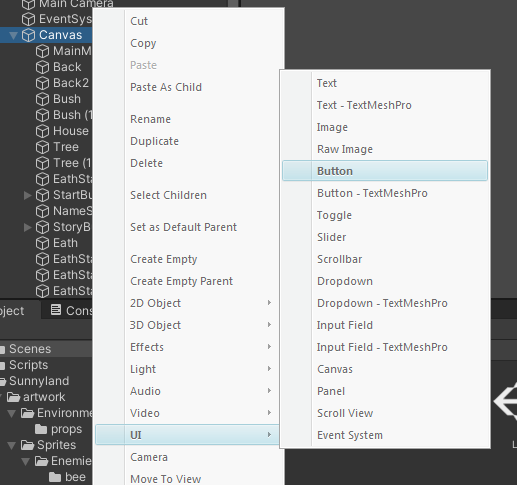 Main Camera
EventSys
Canvas
MainM
Back
Back2
Bush
Bush (1
House
Tree
Tree (1
EathSta
StartBu
NameS
StoryB
Eath
EathSta
EathSta
EathSta
oject
Cons
Scenes
Scripts
Sunnyland
artwork
Environme
props
Sprites
Enemie
bee
Cut
Copy
Paste
Paste As Child
Rename
Duplicate
Delete
Select Children
Set as Default Parent
Create Empty
Create Empty Parent
2D Object
3D Object
Effects
Light
Audio
Video
UI
Camera
Move To View
Text
Text - TextMeshPro
Image
Raw Image
Button
Button - TextMeshPro
Toggle
Slider
Scrollbar
Dropdown
Dropdown - TextMeshPro
Input Field
Input Field - TextMeshPro
Canvas
Panel
Scroll View
Event System
L